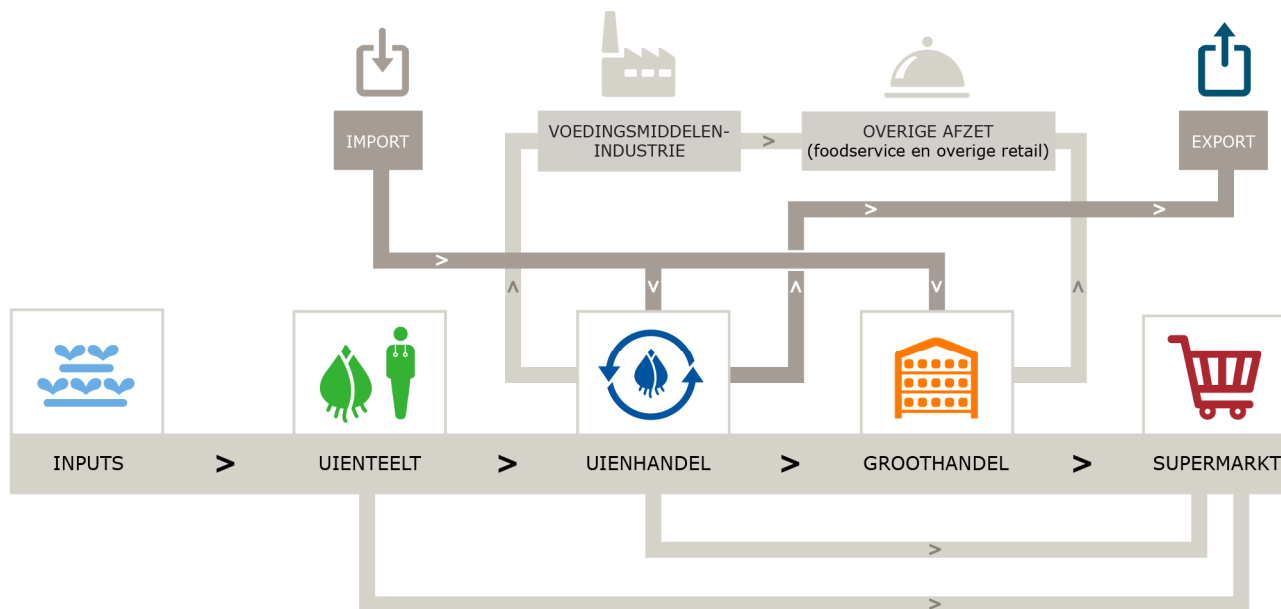 IMPORT
VOEDINGSMIDDELEN-
INDUSTRIE
>
OVERIGE AFZET
(foodservice en overige retail)
EXPORT
INPUTS > UIENTEELT > UIENHANDEL > GROOTHANDEL > SUPERMARKT